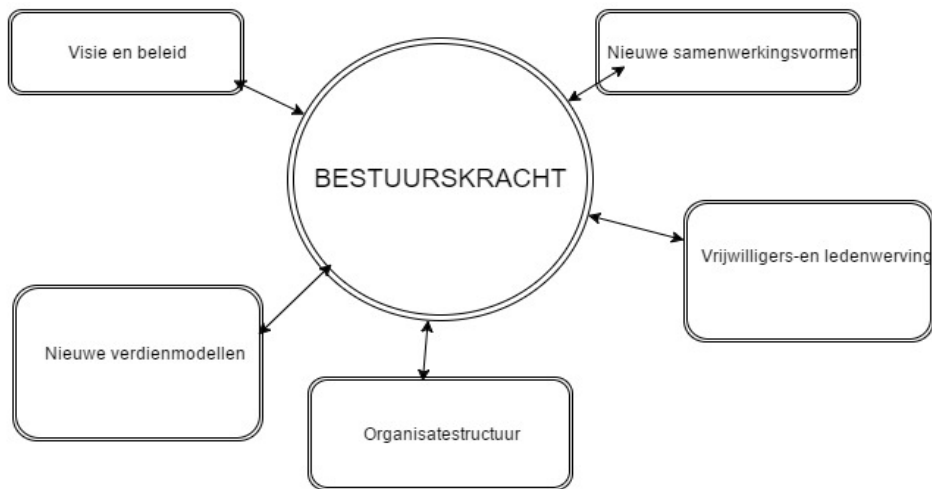 Visie en beleid
Nieuwe samenwerkingsvormen
BESTUURSKRACHT
Vrijwilligers-en ledenwerving
Nieuwe verdienmodellen
Organisatestructuur